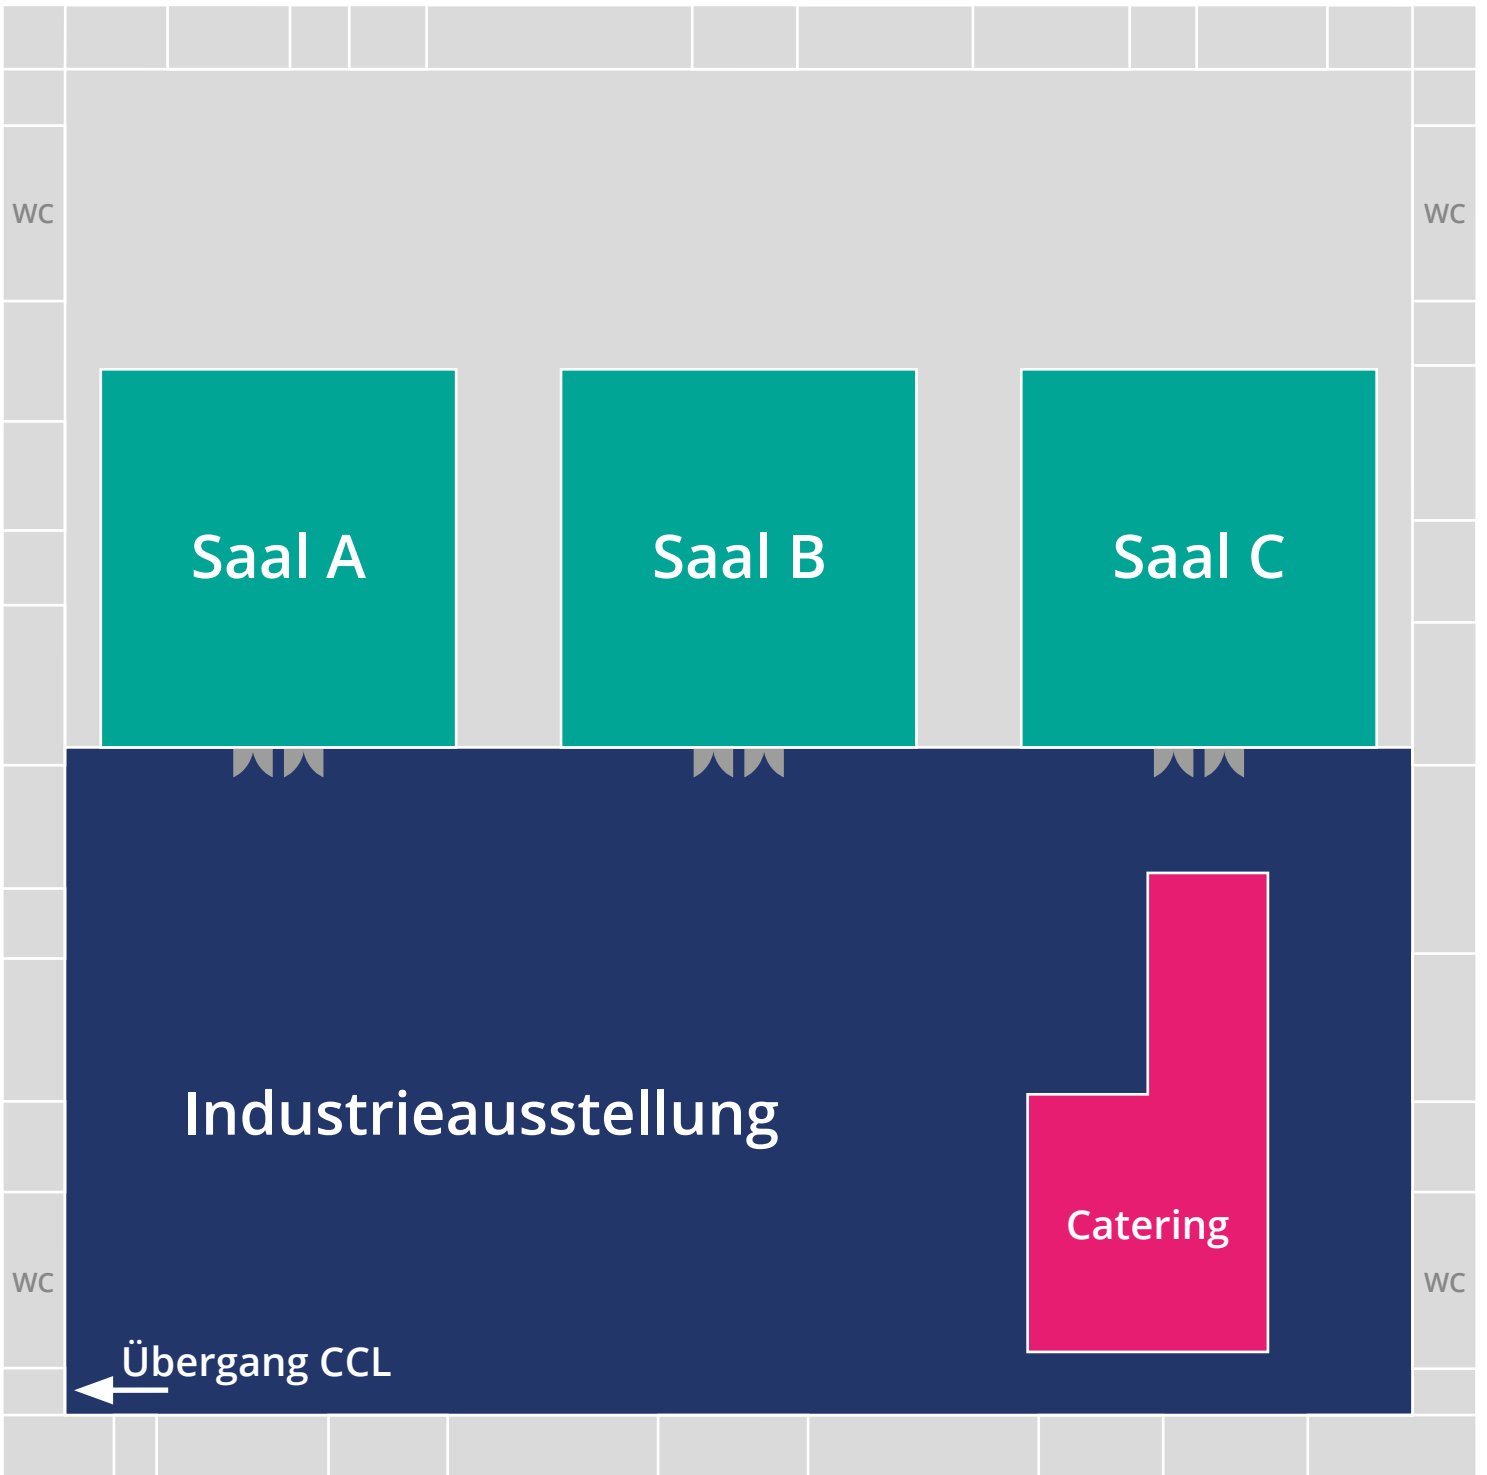 WC
WC
Saal A
Saal B
Saal C
Industrieausstellung
Catering
WC
WC
Übergang CCL